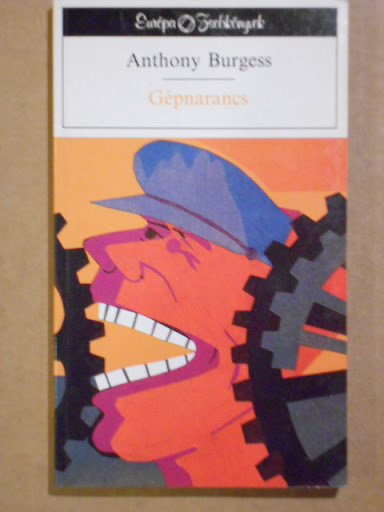 Európa Zsebkönyvek
Anthony Burgess
Gépnarancs